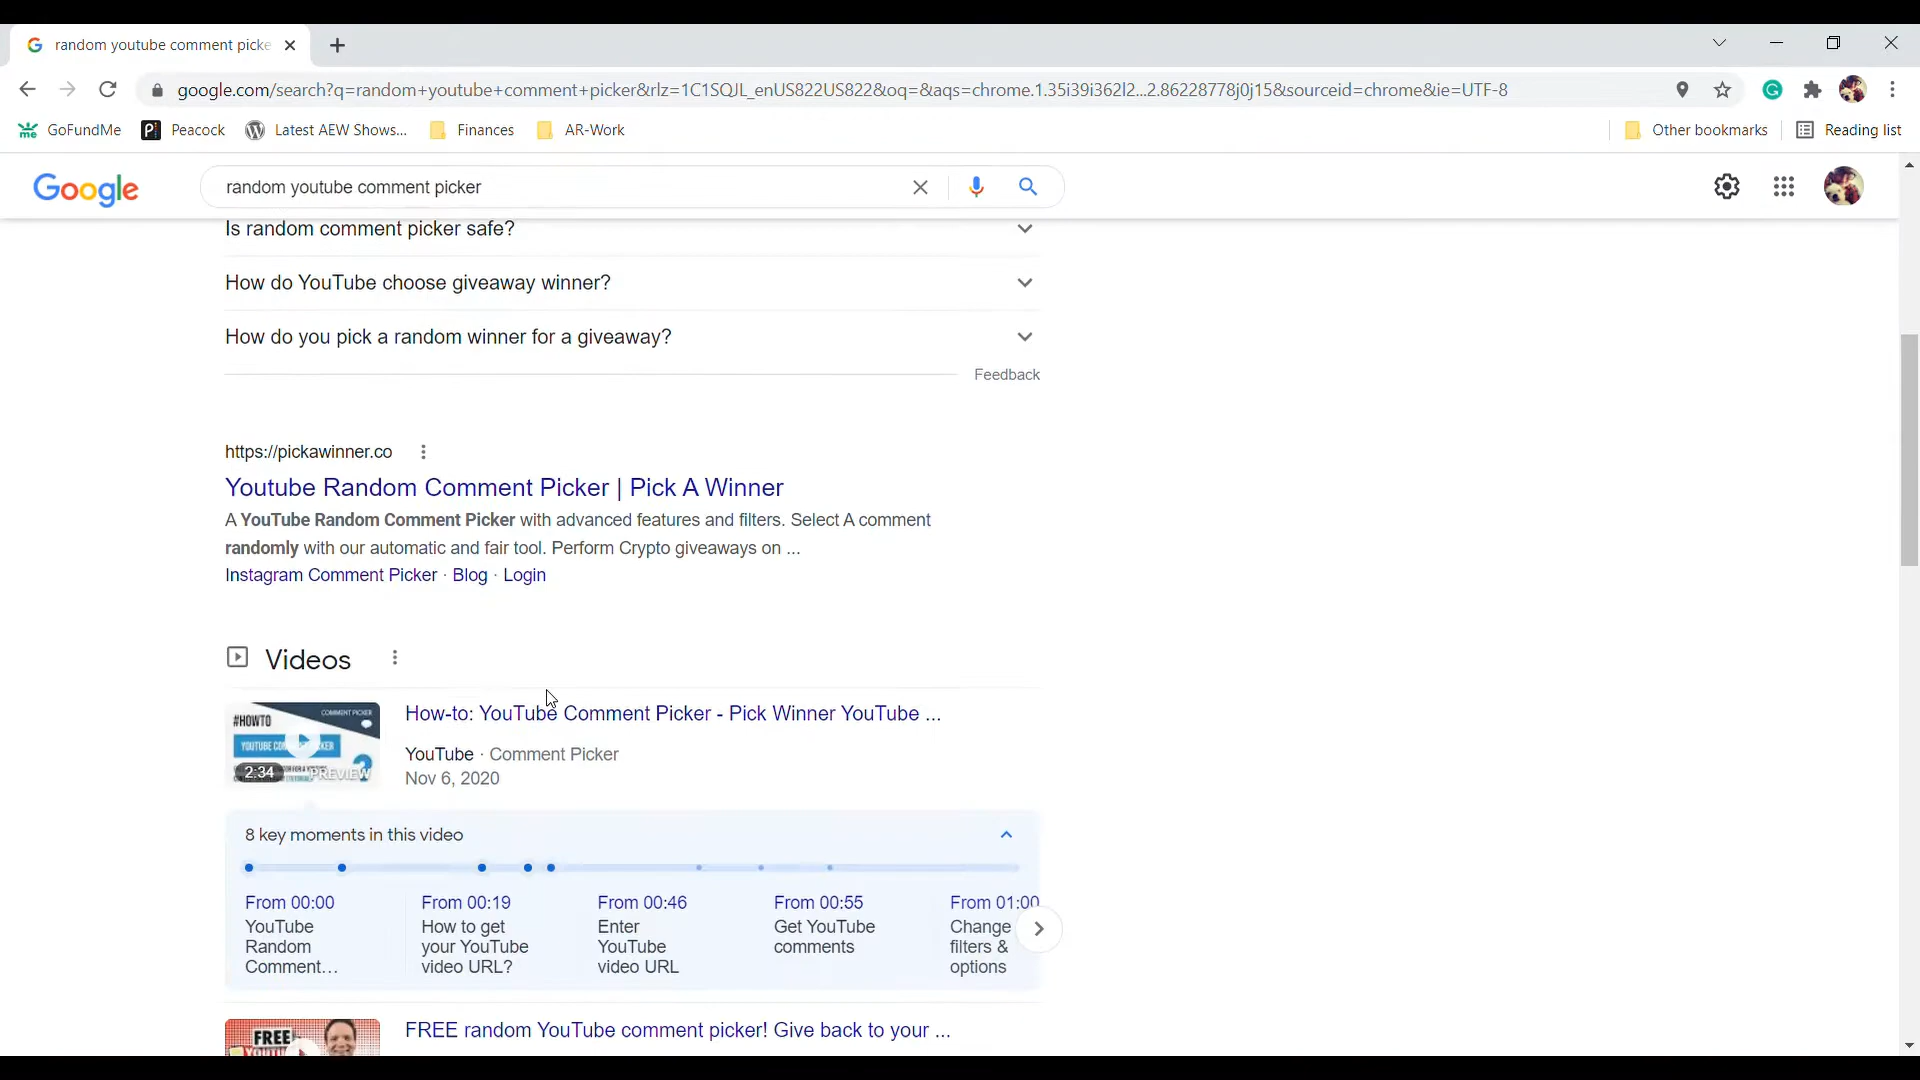 random youtube comment picke
google.com/search?q=random+youtube+comment+picker&rlz=1C1SQJL_enUS822US822&oq=&aqs=chrome.1.35i39i362l2...2.86228778j0j15&sourceid=chrome&ie=UTF-8
GoFundMe Peacock Latest AEW Shows... Finances AR-Work Other bookmarks Reading list
Google random youtube comment picker
Is random comment picker safe?
How do YouTube choose giveaway winner?
How do you pick a random winner for a giveaway?
Feedback
https://pickawinner.co
Youtube Random Comment Picker | Pick A Winner
A YouTube Random Comment Picker with advanced features and filters. Select A comment
randomly with our automatic and fair tool. Perform Crypto giveaways on ...
Instagram Comment Picker · Blog · Login
Videos
#HOWTO COMMENT PICKER
2:34 PREVIEW
How-to: YouTube Comment Picker - Pick Winner YouTube ...
YouTube · Comment Picker
Nov 6, 2020
8 key moments in this video
From 00:00
YouTube
Random
Comment...
From 00:19
How to get
your YouTube
video URL?
From 00:46
Enter
YouTube
video URL
From 00:55
Get YouTube
comments
From 01:00
Change
filters &
options
FREE
FREE random YouTube comment picker! Give back to your ...